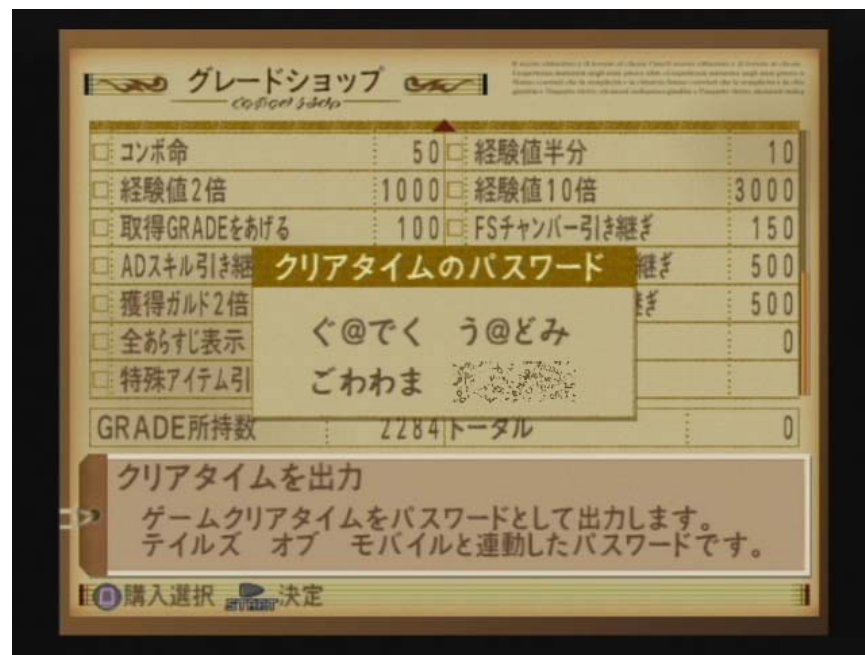 グレードショップ
コンボ命 50 経験値半分 10
経験値2倍 1000 経験値10倍 3000
取得GRADEをあげる 100 FSチャンバー引き継ぎ 150
ADスキル引き継 継ぎ 500
獲得ガルド2倍 ぎ 500
全あらすじ表示 0
特殊アイテム引
クリアタイムのパスワード
ぐ@でく う@どみ
ごわわま
GRADE所持数 2284 トータル 0
クリアタイムを出力
ゲームクリアタイムをパスワードとして出力します。
テイルズ オブ モバイルと連動したパスワードです。
購入選択 START 決定